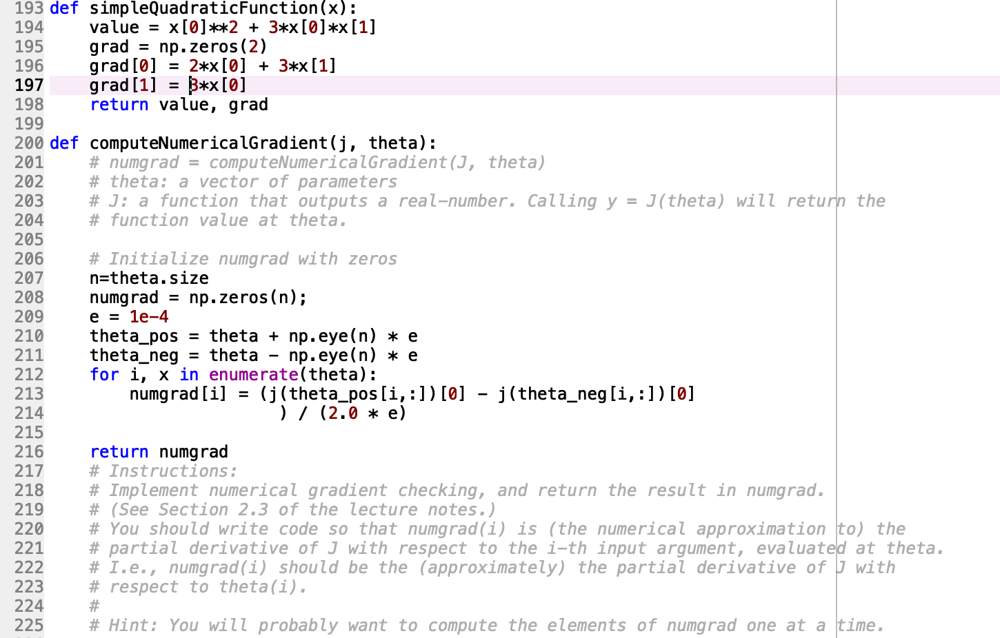 193 def simpleQuadraticFunction(x):
194     value = x[0]**2 + 3*x[0]*x[1]
195     grad = np.zeros(2)
196     grad[0] = 2*x[0] + 3*x[1]
197     grad[1] = 3*x[0]
198     return value, grad
199
200 def computeNumericalGradient(j, theta):
201     # numgrad = computeNumericalGradient(J, theta)
202     # theta: a vector of parameters
203     # J: a function that outputs a real-number. Calling y = J(theta) will return the
204     # function value at theta.
205
206     # Initialize numgrad with zeros
207     n=theta.size
208     numgrad = np.zeros(n);
209     e = 1e-4
210     theta_pos = theta + np.eye(n) * e
211     theta_neg = theta - np.eye(n) * e
212     for i, x in enumerate(theta):
213         numgrad[i] = (j(theta_pos[i,:])[0] - j(theta_neg[i,:])[0]
214                        ) / (2.0 * e)
215
216     return numgrad
217     # Instructions:
218     # Implement numerical gradient checking, and return the result in numgrad.
219     # (See Section 2.3 of the lecture notes.)
220     # You should write code so that numgrad(i) is (the numerical approximation to) the
221     # partial derivative of J with respect to the i-th input argument, evaluated at theta.
222     # I.e., numgrad(i) should be the (approximately) the partial derivative of J with
223     # respect to theta(i).
224     #
225     # Hint: You will probably want to compute the elements of numgrad one at a time.